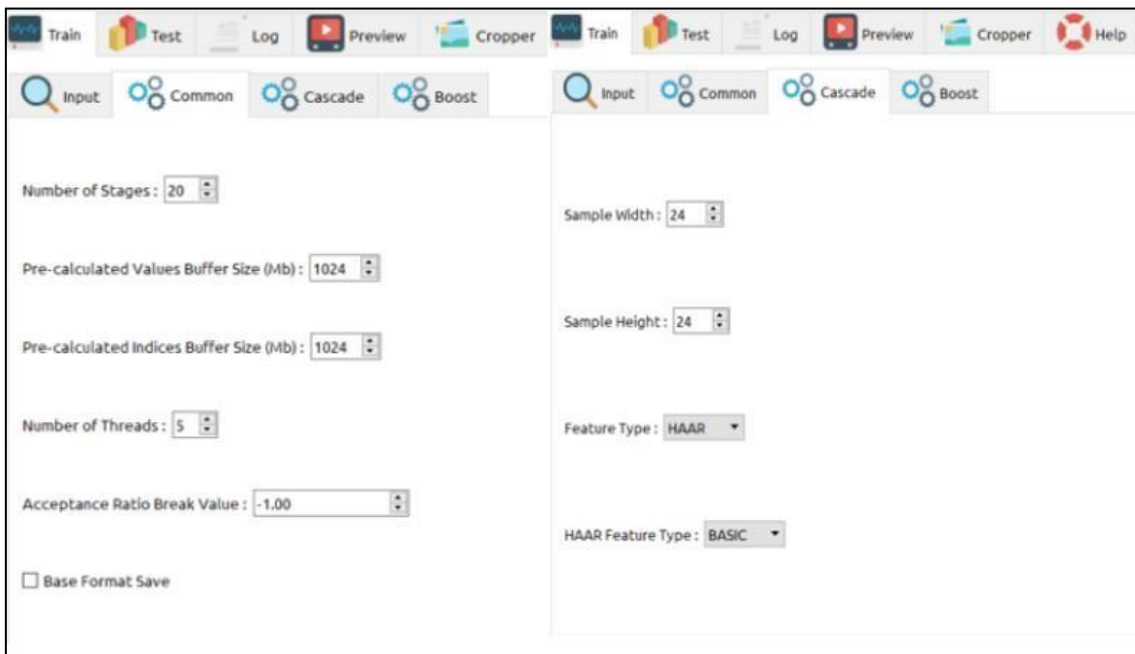 Train Test Log Preview Cropper
Input Common Cascade Boost
Number of Stages : 20
Pre-calculated Values Buffer Size (Mb) : 1024
Pre-calculated Indices Buffer Size (Mb) : 1024
Number of Threads : 5
Acceptance Ratio Break Value : -1.00
Base Format Save
Train Test Log Preview Cropper Help
Input Common Cascade Boost
Sample Width : 24
Sample Height : 24
Feature Type : HAAR
HAAR Feature Type : BASIC